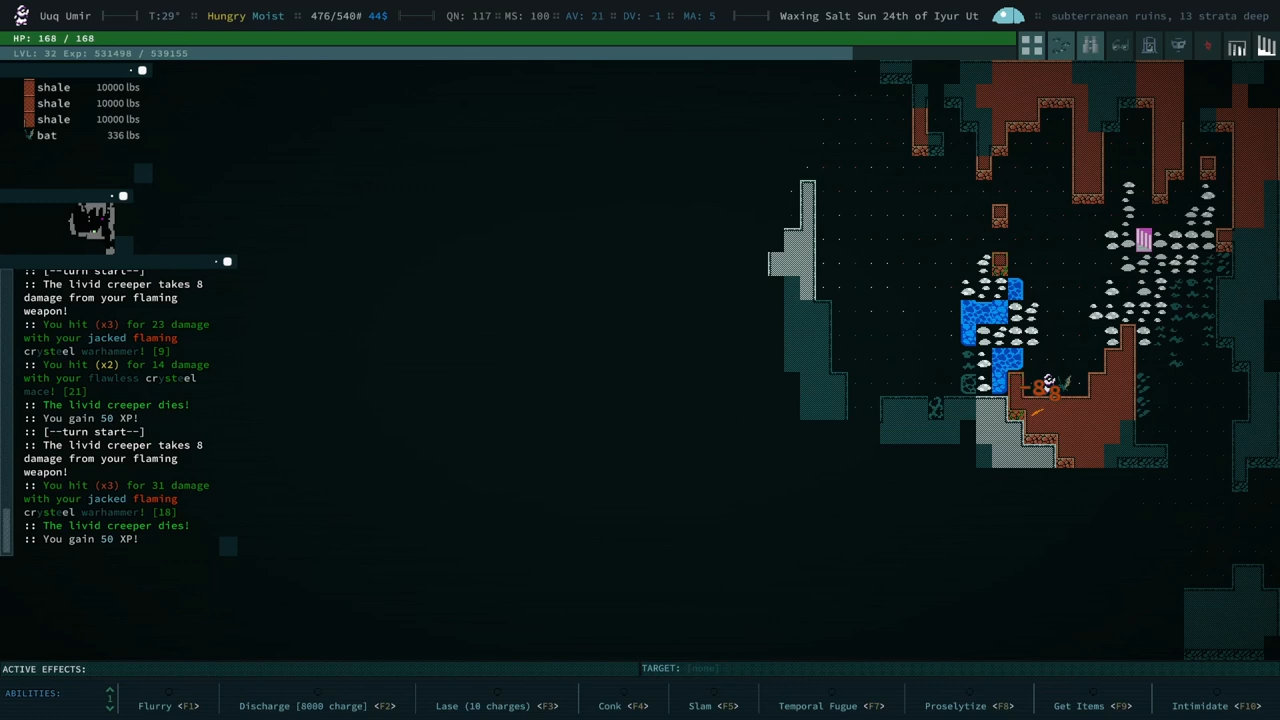 Uuq Umir T:29° :: Hungry Moist :: 476/540# 44$ QN: 117 :: MS: 100 :: AV: 21 :: DV: -1 :: MA: 5 Waxing Salt Sun 24th of Iyur Ut :: subterranean ruins, 13 strata deep
HP: 168 / 168
LVL: 32 Exp: 531498 / 539155
shale 10000 lbs
shale 10000 lbs
shale 10000 lbs
bat 336 lbs
:: [--turn start--]
:: The livid creeper takes 8
damage from your flaming
weapon!
:: You hit (x3) for 23 damage
with your jacked flaming
crysteel warhammer! [9]
:: You hit (x2) for 14 damage
with your flawless crysteel
mace! [21]
:: The livid creeper dies!
:: You gain 50 XP!
:: [--turn start--]
:: The livid creeper takes 8
damage from your flaming
weapon!
:: You hit (x3) for 31 damage
with your jacked flaming
crysteel warhammer! [18]
:: The livid creeper dies!
:: You gain 50 XP!
-8
8
ACTIVE EFFECTS: TARGET: [none]
ABILITIES: 1 Flurry <F1> Discharge [8000 charge] <F2> Lase (10 charges) <F3> Conk <F4> Slam <F5> Temporal Fugue <F7> Proselytize <F8> Get Items <F9> Intimidate <F10>